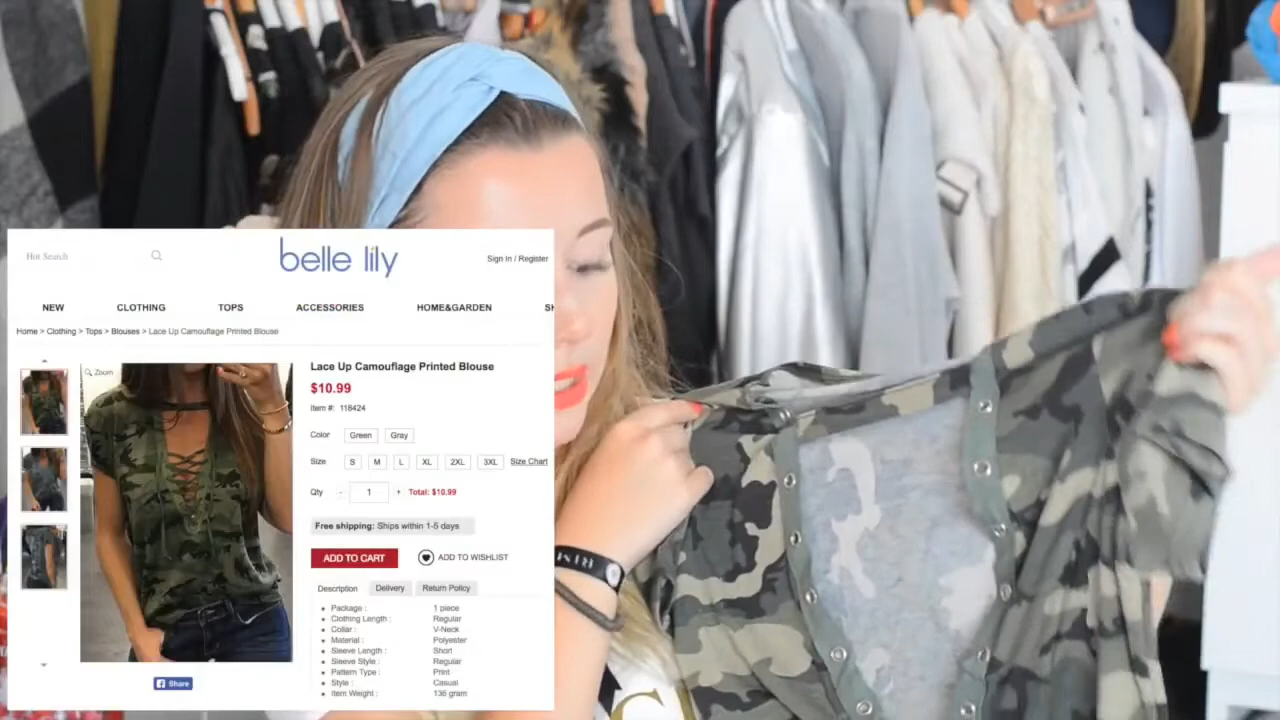 Hot Search
belle lily
Sign In / Register
NEW CLOTHING TOPS ACCESSORIES HOME&GARDEN SH
Home > Clothing > Tops > Blouses > Lace Up Camouflage Printed Blouse
Zoom
Lace Up Camouflage Printed Blouse
$10.99
Item #: 118424
Color Green Gray
Size S M L XL 2XL 3XL Size Chart
Qty - 1 + Total: $10.99
Free shipping: Ships within 1-5 days
ADD TO CART ADD TO WISHLIST
Description Delivery Return Policy
Package : 1 piece
Clothing Length : Regular
Collar : V-Neck
Material : Polyester
Sleeve Length : Short
Sleeve Style : Regular
Pattern Type : Print
Style : Casual
Item Weight : 136 gram
Share